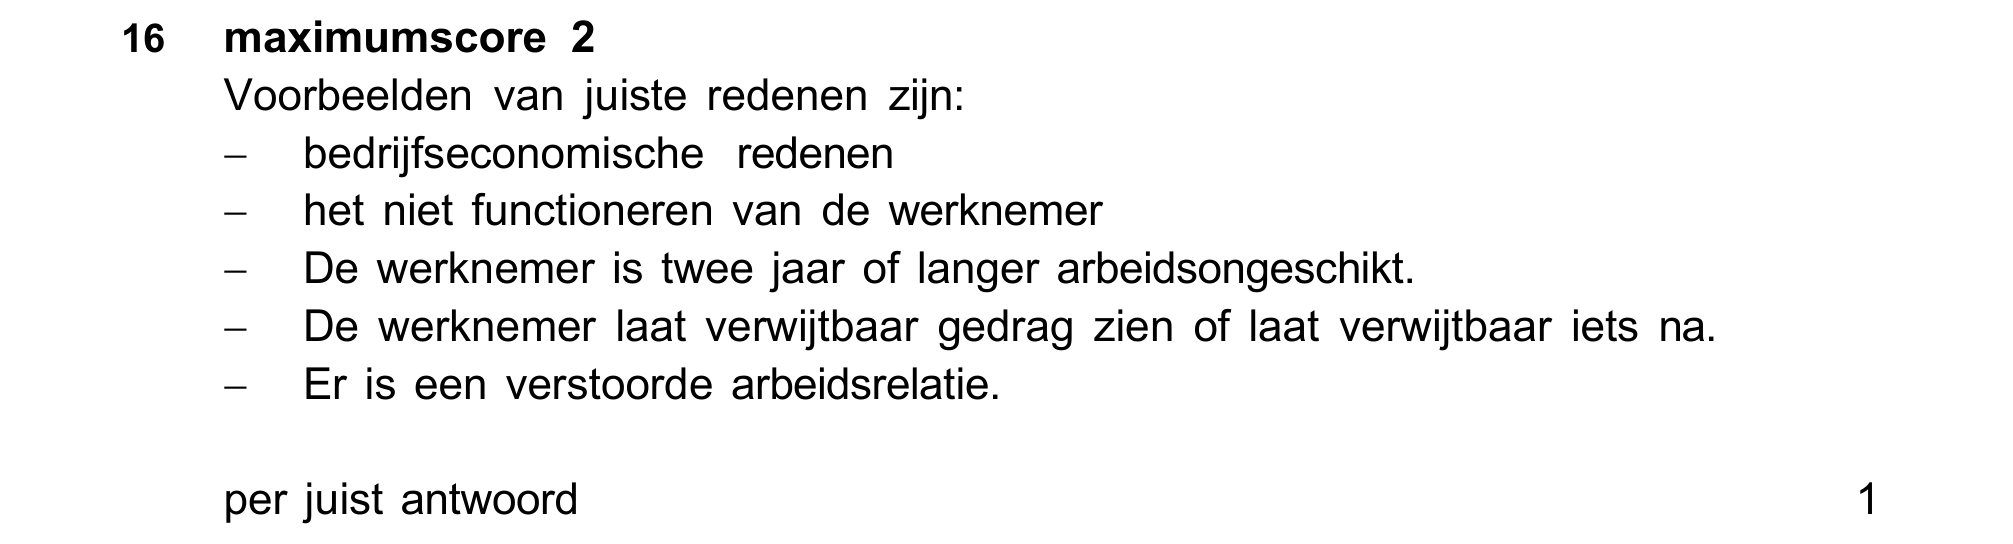 16 maximumscore 2
Voorbeelden van juiste redenen zijn:
– bedrijfseconomische redenen
– het niet functioneren van de werknemer
– De werknemer is twee jaar of langer arbeidsongeschikt.
– De werknemer laat verwijtbaar gedrag zien of laat verwijtbaar iets na.
– Er is een verstoorde arbeidsrelatie.
per juist antwoord 1